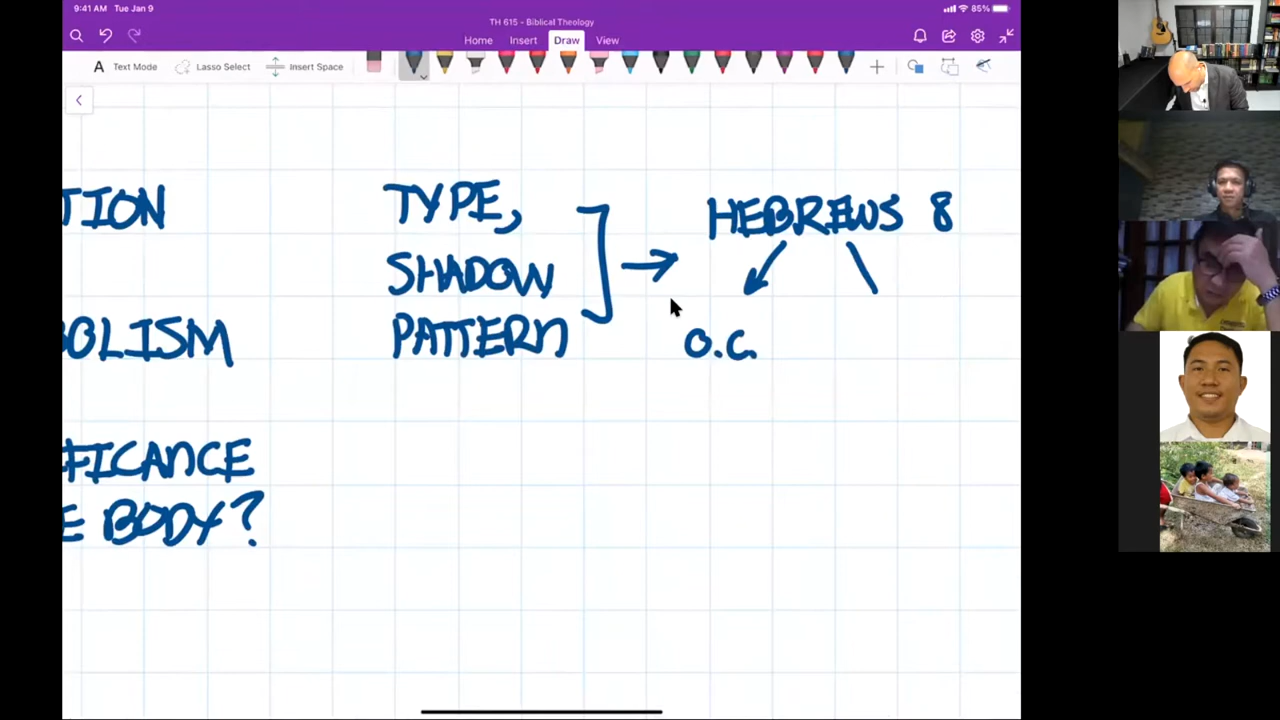 9:41 AM Tue Jan 9
85%
TH 615 - Biblical Theology
Home Insert Draw View
Text Mode Lasso Select Insert Space
TION
TYPE,
SHADOW
PATTERN
HEBREWS 8
O.C.
OLISM
FICANCE
E BODY?